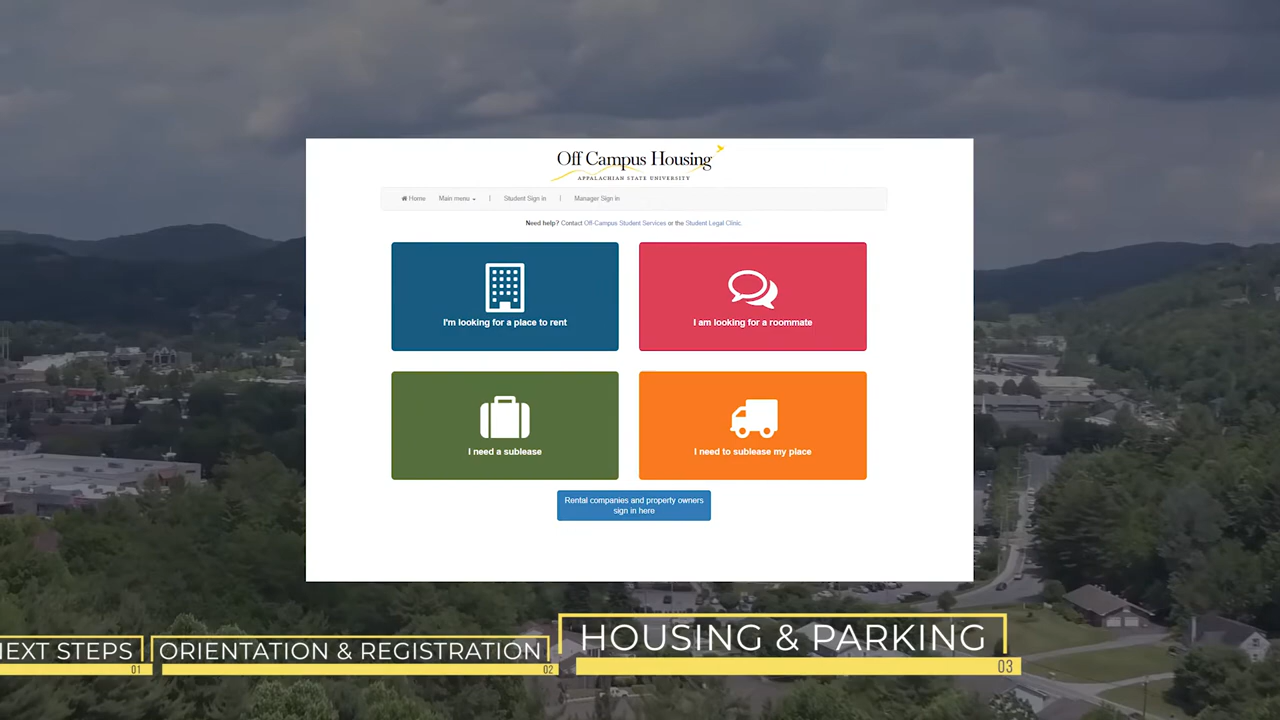 Off Campus Housing
APPALACHIAN STATE UNIVERSITY
Home Main menu | Student Sign in | Manager Sign in
Need help? Contact Off-Campus Student Services or the Student Legal Clinic.
I'm looking for a place to rent
I am looking for a roommate
I need a sublease
I need to sublease my place
Rental companies and property owners
sign in here
NEXT STEPS
01
ORIENTATION & REGISTRATION
02
HOUSING & PARKING
03